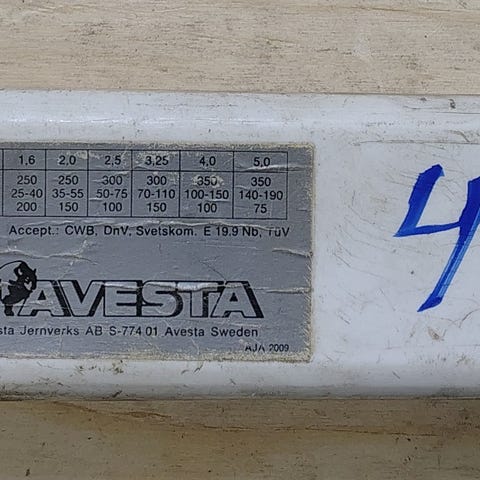 1,6 2,0 2,5 3,25 4,0 5,0
250 250 300 300 350 350
25-40 35-55 50-75 70-110 100-150 140-190
200 150 100 150 100 75
Accept.: CWB, DnV, Svetskom. E 19.9 Nb, TüV
AVESTA
sta Jernverks AB S-774 01 Avesta Sweden
AJA 2009
4